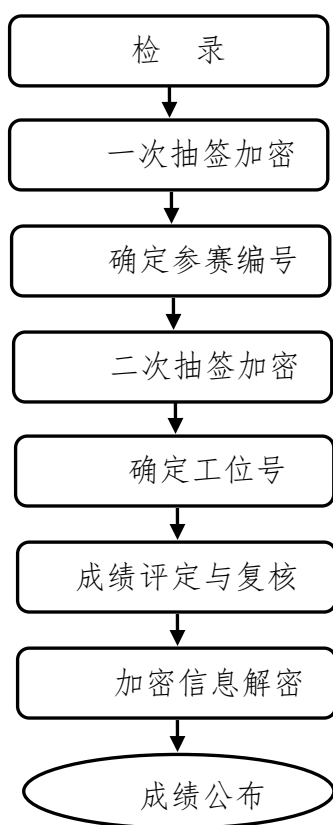 检 录
一次抽签加密
确定参赛编号
二次抽签加密
确定工位号
成绩评定与复核
加密信息解密
成绩公布